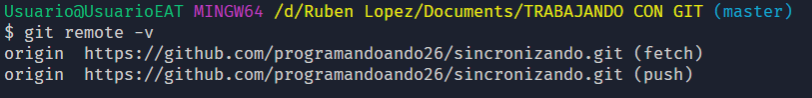 Usuario@UsuarioEAT MINGW64 /d/Ruben Lopez/Documents/TRABAJANDO CON GIT (master)
$ git remote -v
origin  https://github.com/programandoando26/sincronizando.git (fetch)
origin  https://github.com/programandoando26/sincronizando.git (push)